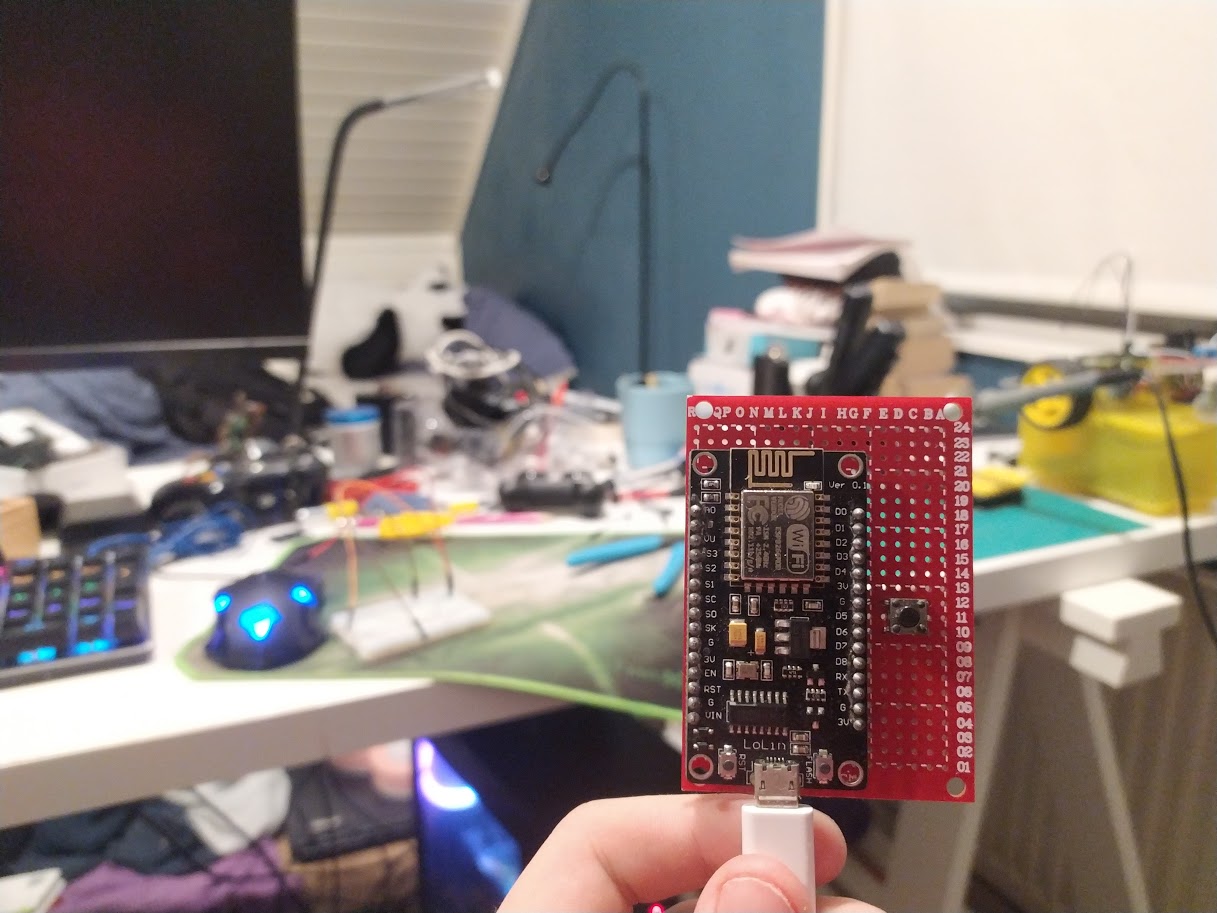 R Q P O N M L K J I H G F E D C B A
24
23
22
21
20
19
18
17
16
15
14
13
12
11
10
09
08
07
06
05
04
03
02
01
Ver 0.1
A0
G
VU
S3
S2
S1
SC
SO
SK
G
3V
EN
RST
G
VIN
D0
D1
D2
D3
D4
3V
G
D5
D6
D7
D8
RX
TX
G
3V
WiFi
LoLin
RST
FLASH